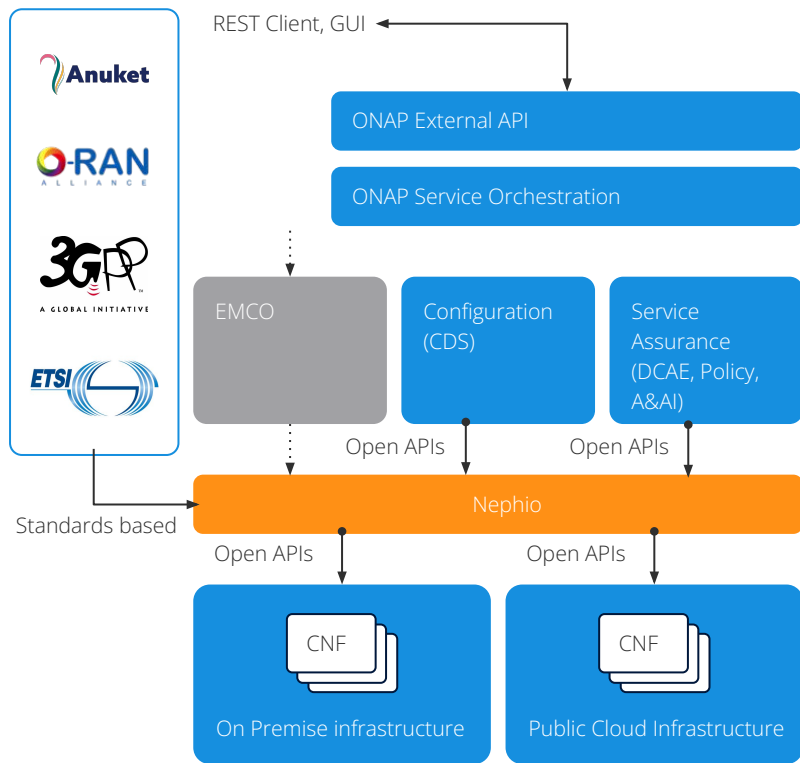 REST Client, GUI
Anuket
O-RAN
ALLIANCE
3GPP
TM
A GLOBAL INITIATIVE
ETSI
Standards based
ONAP External API
ONAP Service Orchestration
EMCO
Configuration
(CDS)
Service
Assurance
(DCAE, Policy,
A&AI)
Open APIs
Open APIs
Nephio
Open APIs
Open APIs
CNF
On Premise infrastructure
CNF
Public Cloud Infrastructure